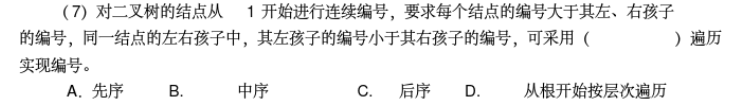 (7) 对二叉树的结点从 1 开始进行连续编号，要求每个结点的编号大于其左、右孩子
的编号，同一结点的左右孩子中，其左孩子的编号小于其右孩子的编号，可采用（ ）遍历
实现编号。
A. 先序 B. 中序 C. 后序 D. 从根开始按层次遍历